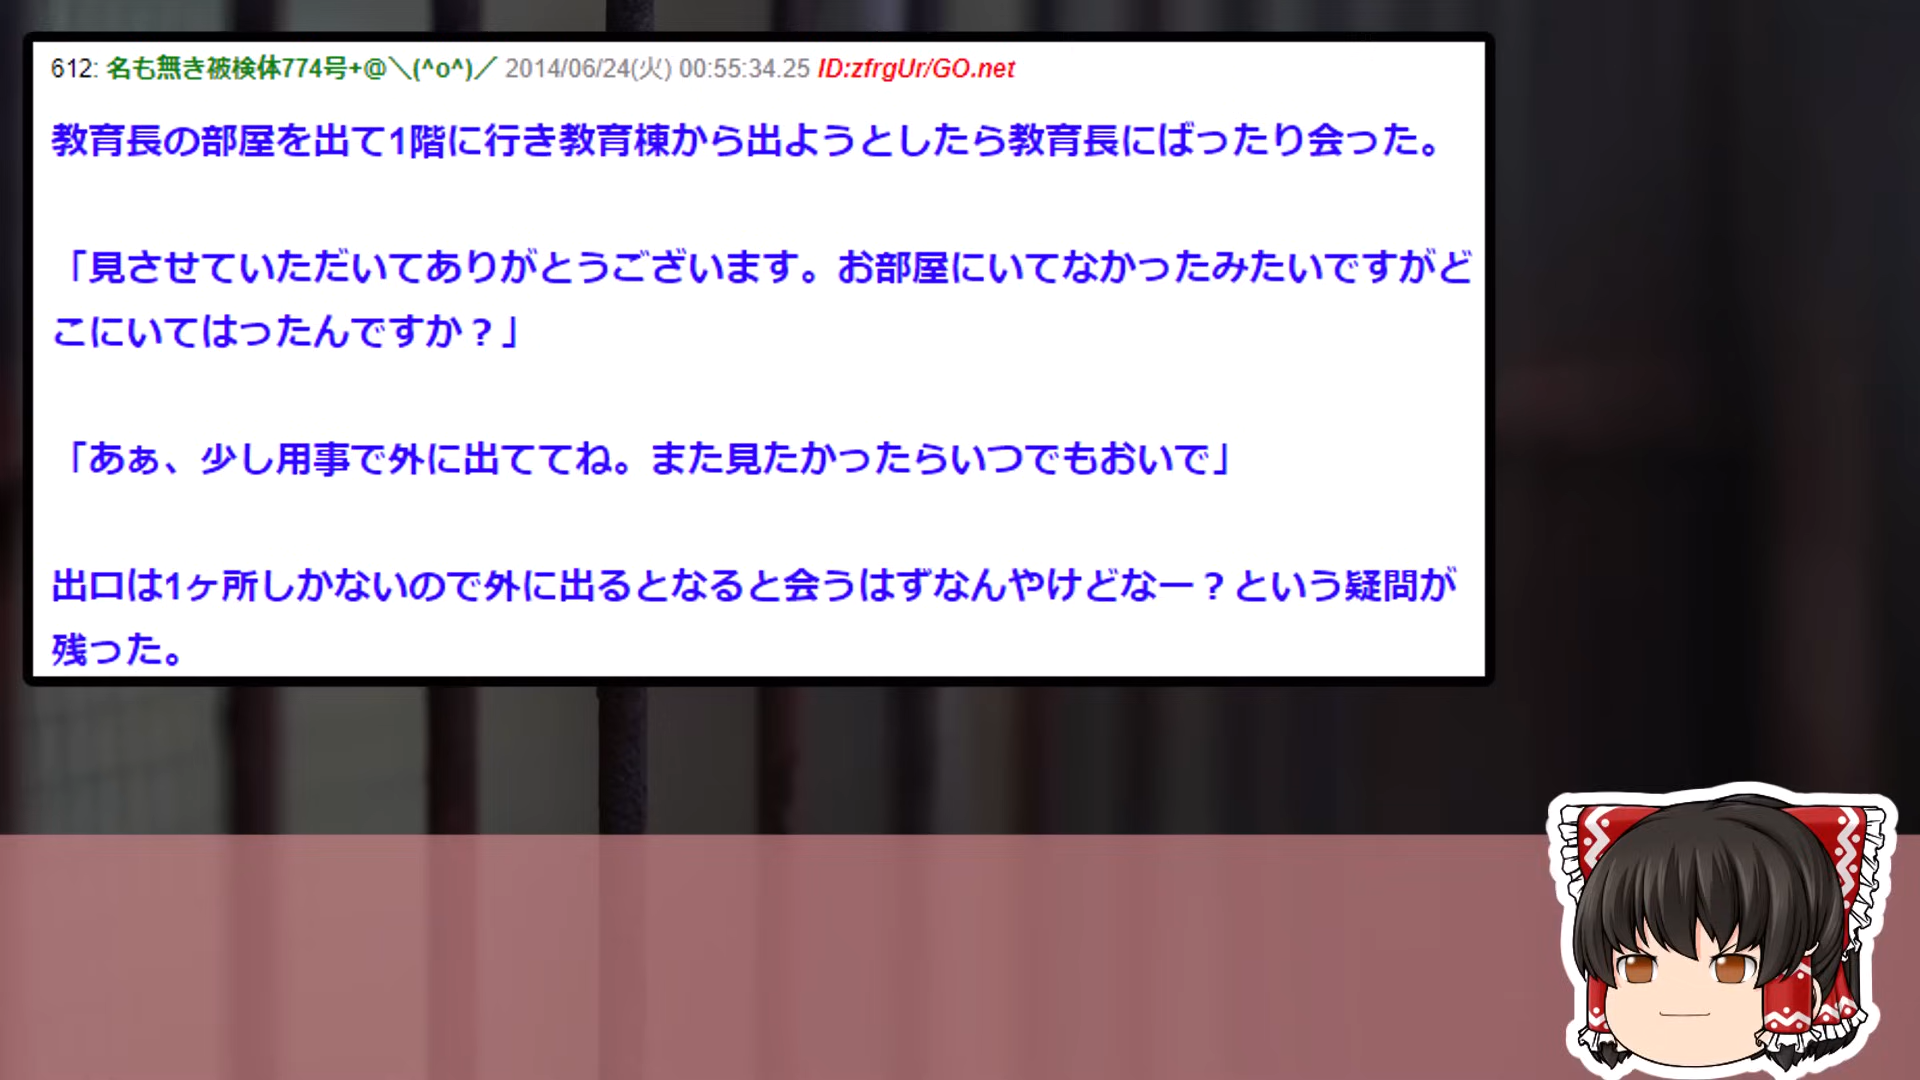 612: 名も無き被検体774号+@＼(^o^)／ 2014/06/24(火) 00:55:34.25 ID:zfrgUr/GO.net
教育長の部屋を出て1階に行き教育棟から出ようとしたら教育長にばったり会った。
「見させていただいてありがとうございます。お部屋にいてなかったみたいですがど
こにいてはったんですか？」
「あぁ、少し用事で外に出ててね。また見たかったらいつでもおいで」
出口は1ヶ所しかないので外に出るとなると会うはずなんやけどなー？という疑問が
残った。